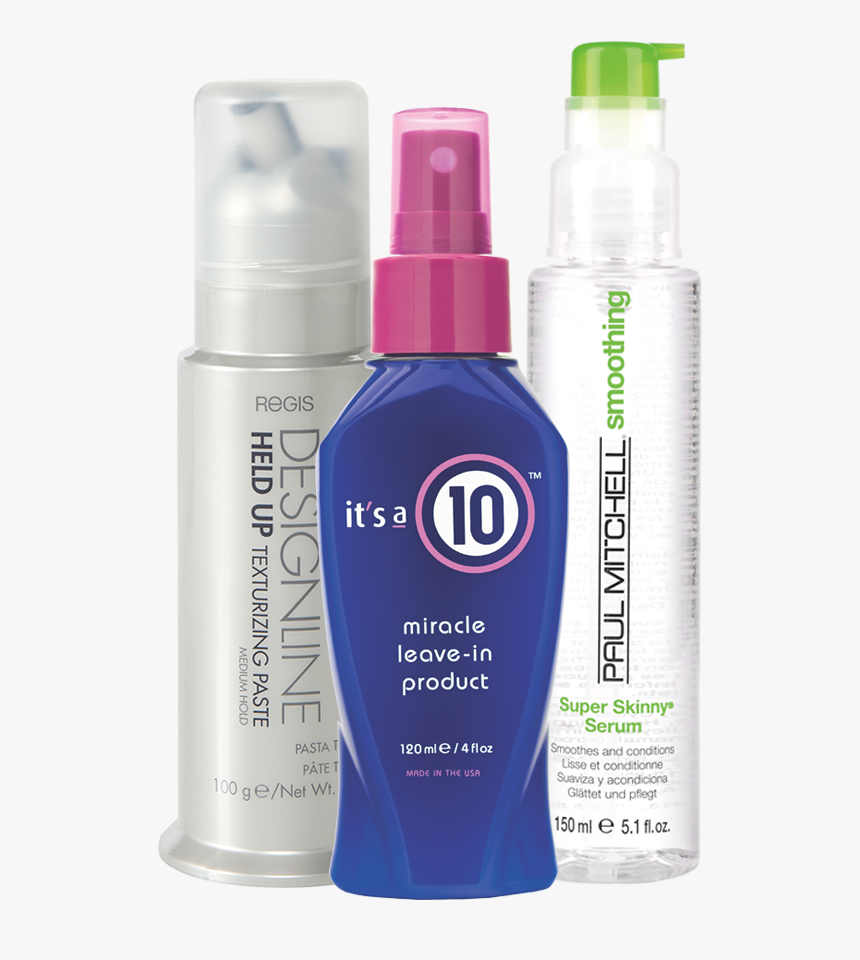 REGIS
DESIGNLINE
HELD UP TEXTURIZING PASTE
MEDIUM HOLD
PASTA
PÂTE
100 g e/Net Wt.
it's a 10 ™
miracle
leave-in
product
120 ml e / 4 fl oz
MADE IN THE USA
PAUL MITCHELL® smoothing
Super Skinny®
Serum
Smoothes and conditions
Lisse et conditionne
Suaviza y acondiciona
Glättet und pflegt
150 ml e 5.1 fl.oz.